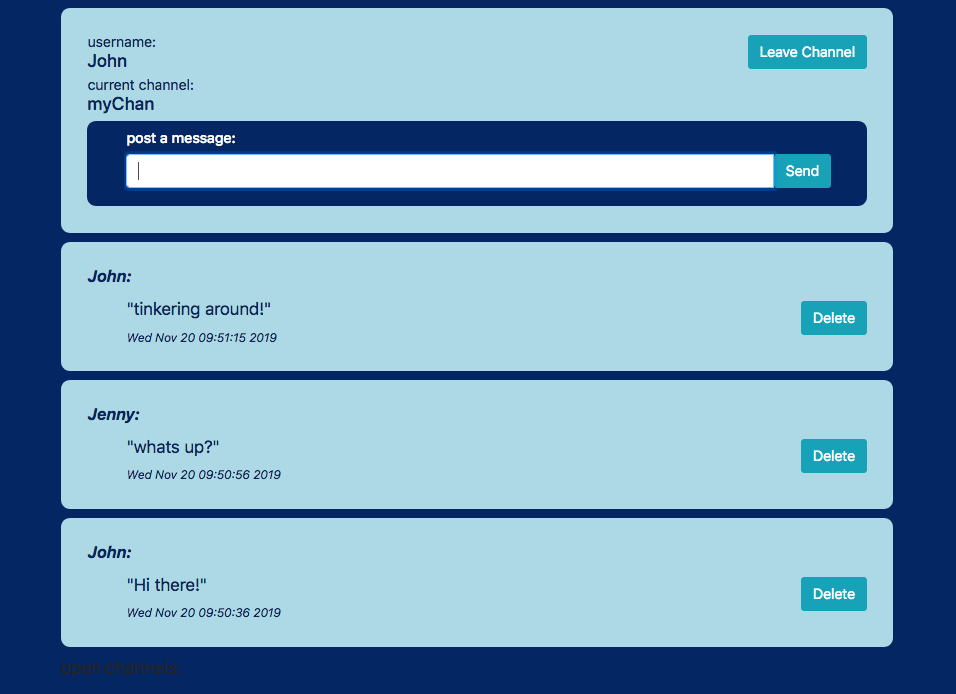 username:
John
Leave Channel
current channel:
myChan
post a message:
Send
John:
"tinkering around!"
Delete
Wed Nov 20 09:51:15 2019
Jenny:
"whats up?"
Delete
Wed Nov 20 09:50:56 2019
John:
"Hi there!"
Delete
Wed Nov 20 09:50:36 2019
open channels: